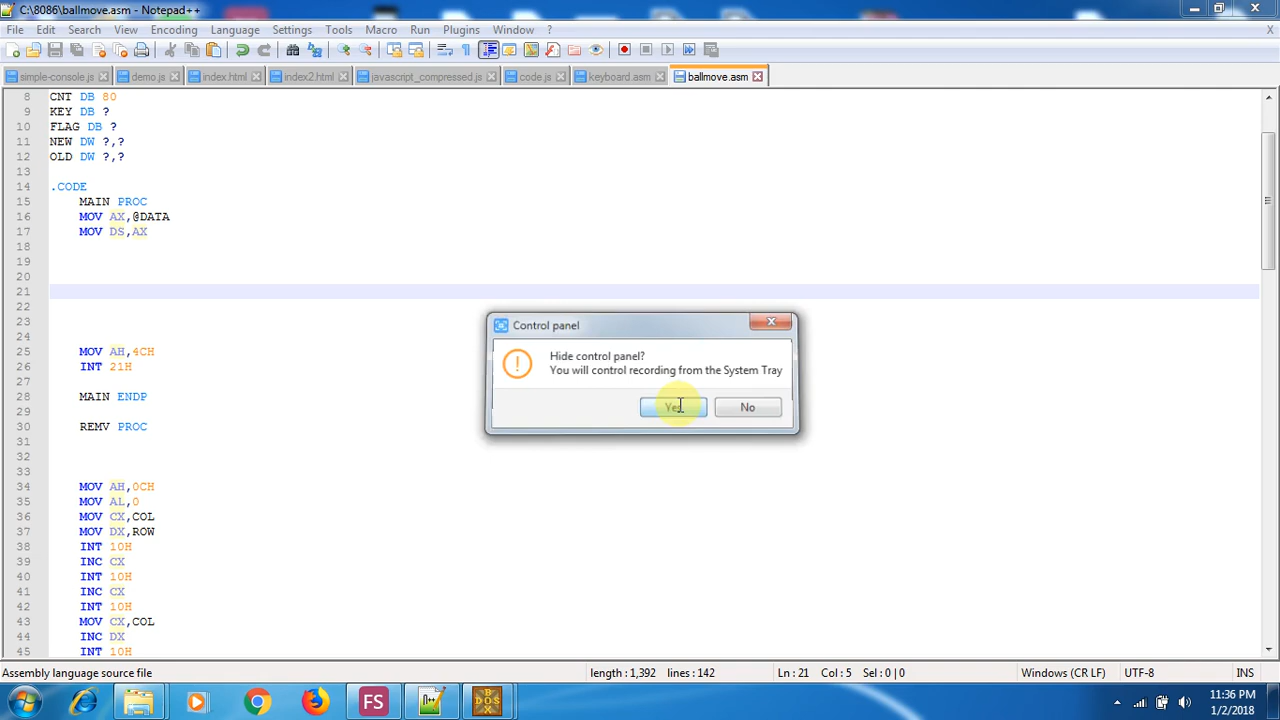 C:\8086\ballmove.asm - Notepad++
File Edit Search View Encoding Language Settings Tools Macro Run Plugins Window ? X
simple-console.js demo.js index.html index2.html javascript_compressed.js code.js keyboard.asm ballmove.asm
8 CNT DB 80
9 KEY DB ?
10 FLAG DB ?
11 NEW DW ?,?
12 OLD DW ?,?
13
14 .CODE
15 MAIN PROC
16 MOV AX,@DATA
17 MOV DS,AX
18
19
20
21
22
23
24
25 MOV AH,4CH
26 INT 21H
27
28 MAIN ENDP
29
30 REMV PROC
31
32
33
34 MOV AH,0CH
35 MOV AL,0
36 MOV CX,COL
37 MOV DX,ROW
38 INT 10H
39 INC CX
40 INT 10H
41 INC CX
42 INT 10H
43 MOV CX,COL
44 INC DX
45 INT 10H
Control panel
Hide control panel?
You will control recording from the System Tray
Yes No
Assembly language source file length : 1,392 lines : 142 Ln : 21 Col : 5 Sel : 0 | 0 Windows (CR LF) UTF-8 INS
FS
DOS
11:36 PM
1/2/2018